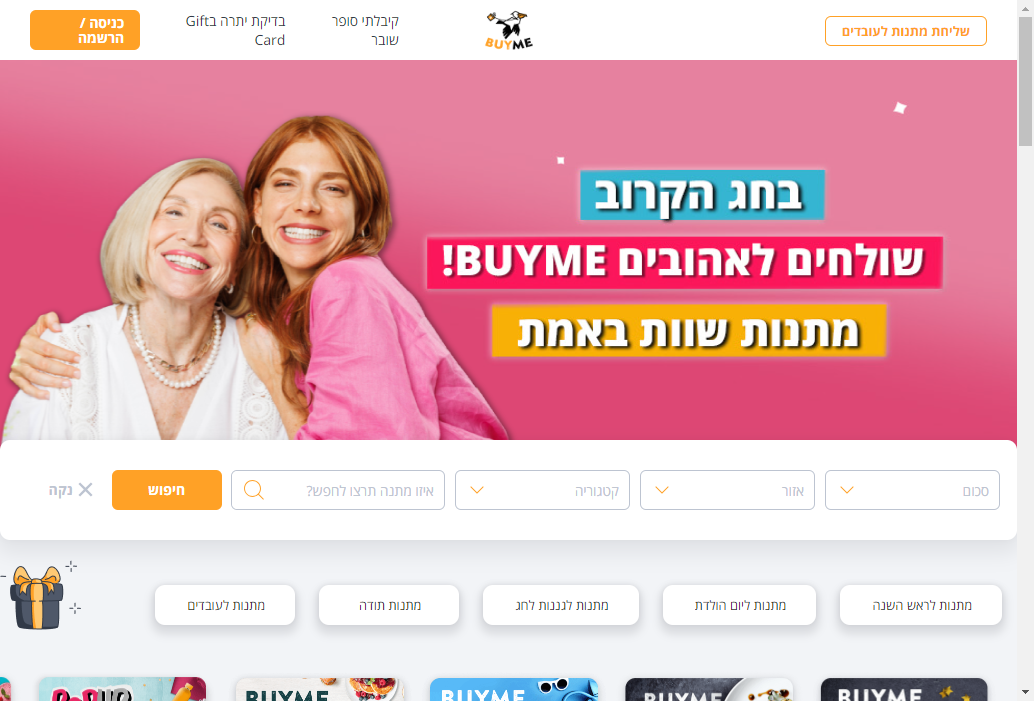 שליחת מתנות לעובדים
BUYME
קיבלתי סופר
שובר
בדיקת יתרה בGift
Card
כניסה /
הרשמה
בחג הקרוב
שולחים לאהובים BUYME!
מתנות שוות באמת
סכום
אזור
קטגוריה
איזו מתנה תרצו לחפש?
חיפוש
נקה
מתנות לראש השנה
מתנות ליום הולדת
מתנות לגננות לחג
מתנות תודה
מתנות לעובדים
BUYME
BUYME
BUYME
BUYME